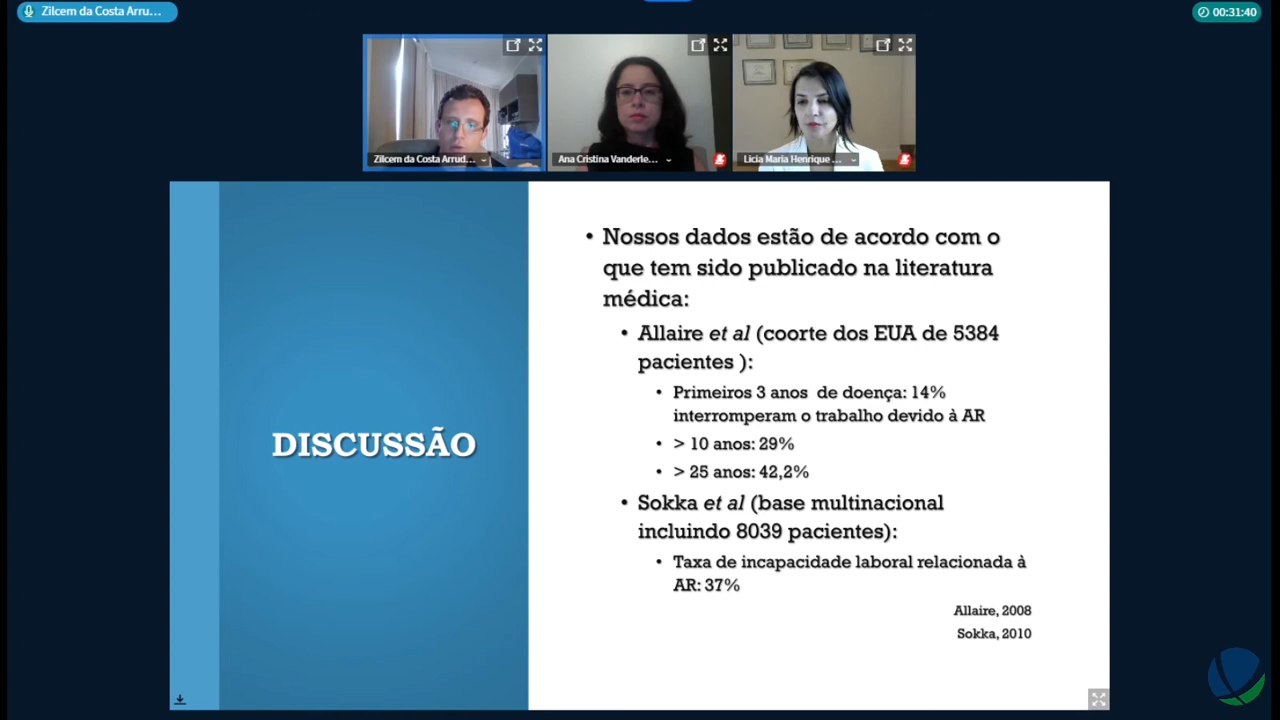 Zilcem da Costa Arru...
00:31:40
Zilcem da Costa Arrud...
Ana Cristina Vanderle...
Licia Maria Henrique ...
DISCUSSÃO
• Nossos dados estão de acordo com o
que tem sido publicado na literatura
médica:
• Allaire et al (coorte dos EUA de 5384
pacientes ):
• Primeiros 3 anos de doença: 14%
interromperam o trabalho devido à AR
• > 10 anos: 29%
• > 25 anos: 42,2%
• Sokka et al (base multinacional
incluindo 8039 pacientes):
• Taxa de incapacidade laboral relacionada à
AR: 37%
Allaire, 2008
Sokka, 2010